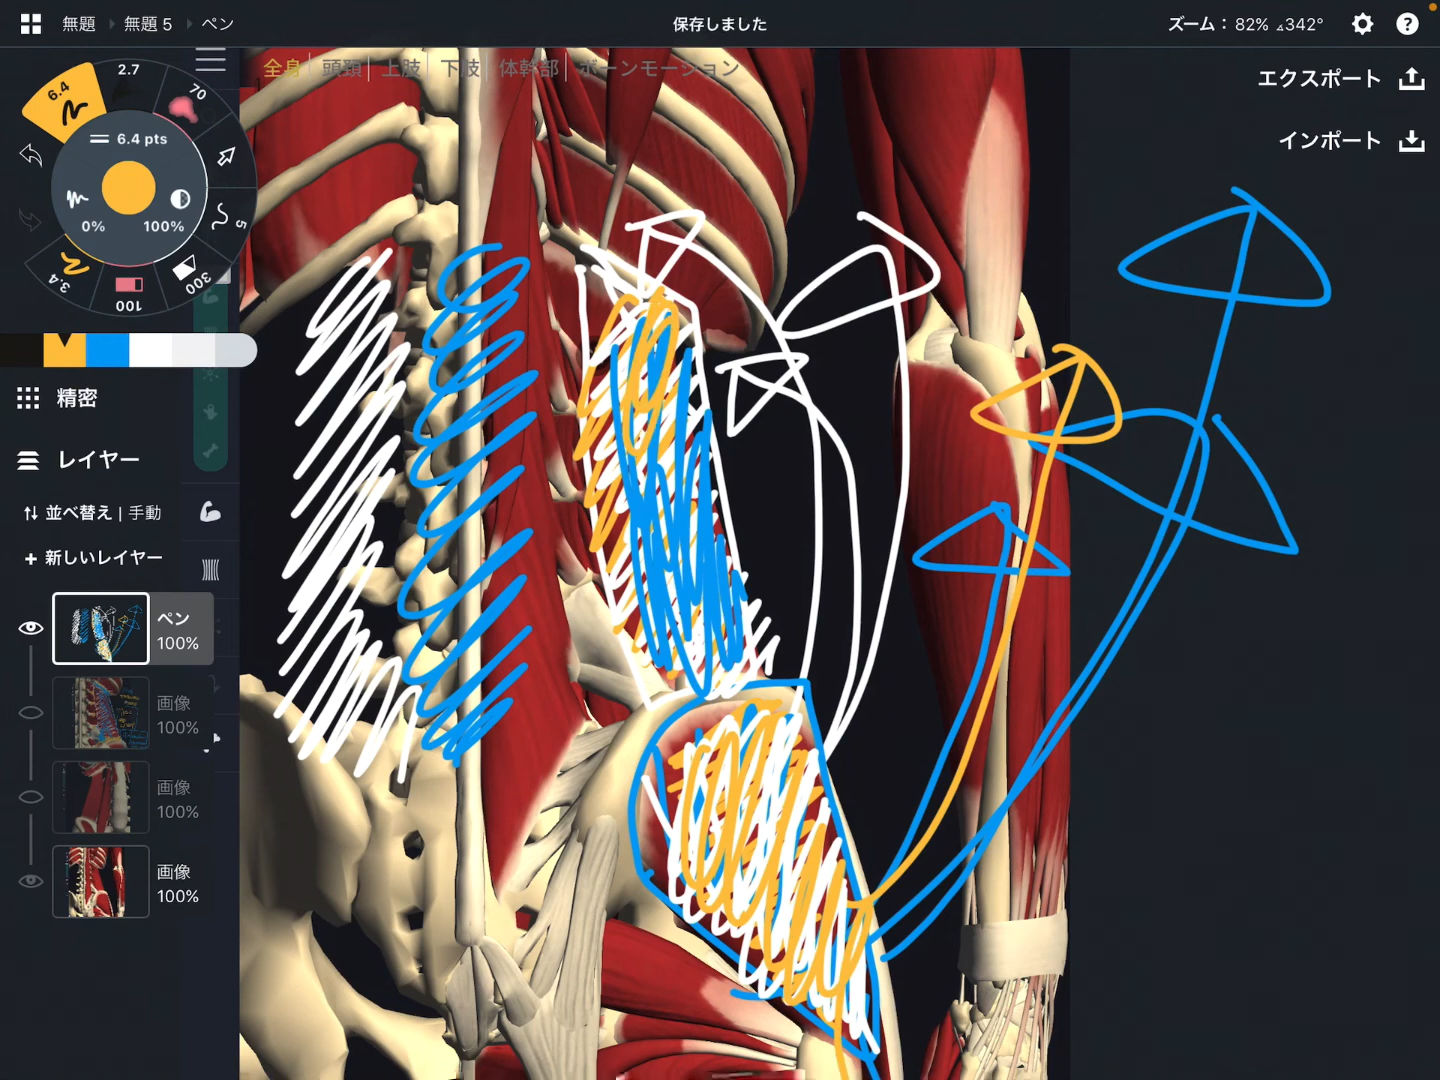 無題 無題 5 ペン
保存しました
ズーム： 82% ⊿342°
エクスポート
インポート
全身 | 頭頸 | 上肢 | 下肢 | 体幹部 | ボーンモーション
2.7
6.4
70
6.4 pts
0%
100%
5
3.4
100
300
精密
レイヤー
並べ替え | 手動
+ 新しいレイヤー
ペン
100%
画像
100%
画像
100%
画像
100%